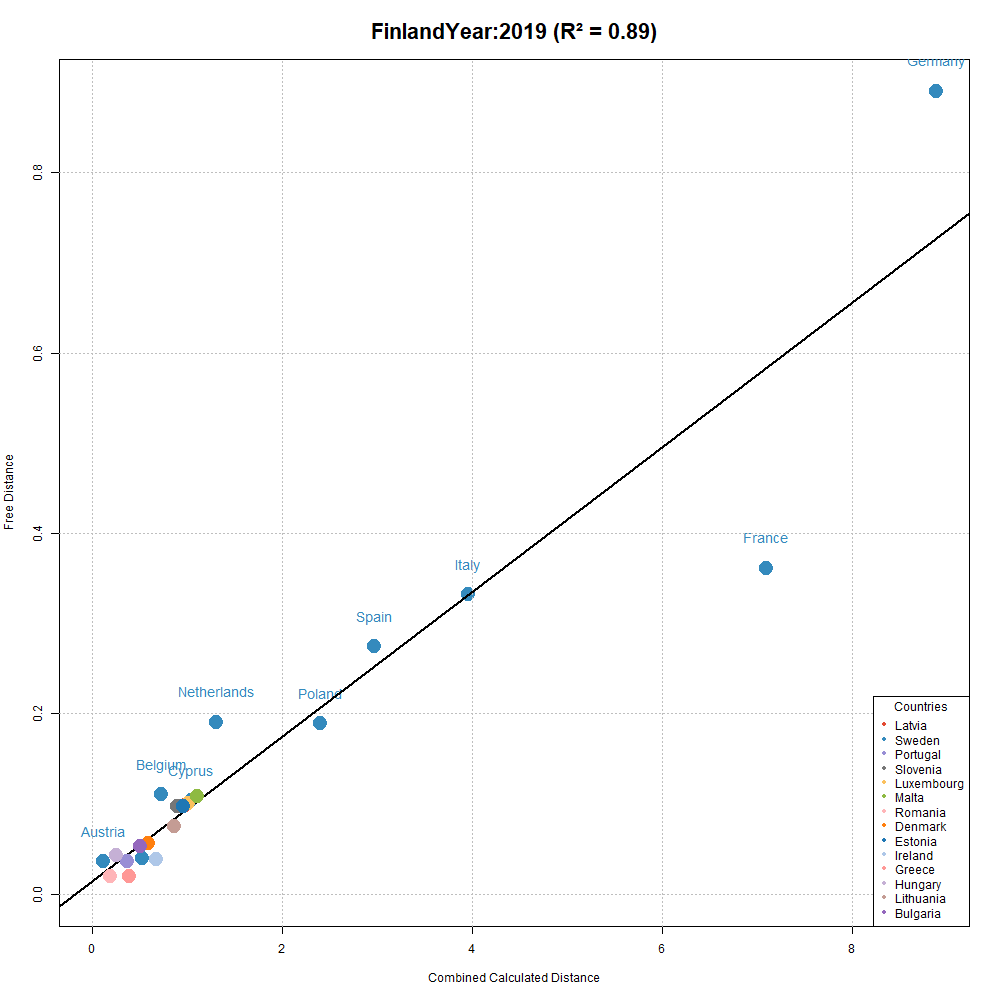 FinlandYear:2019 (R² = 0.89)
Germany
0.8
0.6
Free Distance
0.4
France
Italy
Spain
0.2
Netherlands
Poland
Belgium
Cyprus
Austria
0.0
Countries
Latvia
Sweden
Portugal
Slovenia
Luxembourg
Malta
Romania
Denmark
Estonia
Ireland
Greece
Hungary
Lithuania
Bulgaria
0 2 4 6 8
Combined Calculated Distance